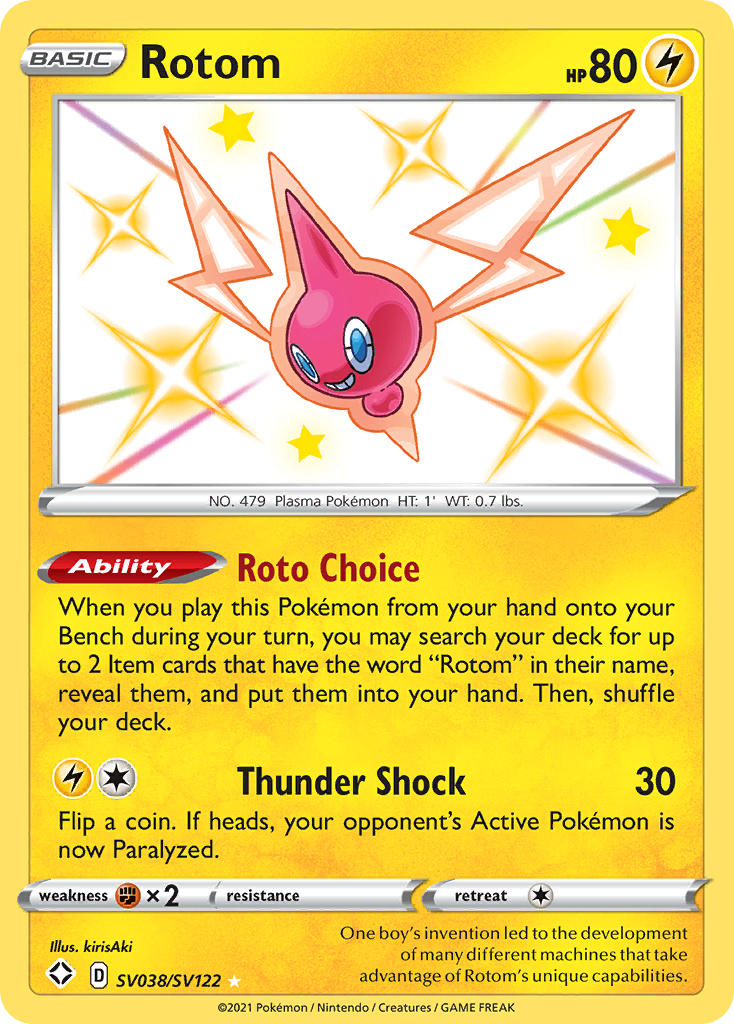 BASIC Rotom HP 80
NO. 479 Plasma Pokémon HT: 1' WT: 0.7 lbs.
Ability Roto Choice
When you play this Pokémon from your hand onto your
Bench during your turn, you may search your deck for up
to 2 Item cards that have the word “Rotom” in their name,
reveal them, and put them into your hand. Then, shuffle
your deck.
Thunder Shock 30
Flip a coin. If heads, your opponent’s Active Pokémon is
now Paralyzed.
weakness ×2 resistance retreat
Illus. kirisAki
D SV038/SV122
One boy’s invention led to the development
of many different machines that take
advantage of Rotom’s unique capabilities.
©2021 Pokémon / Nintendo / Creatures / GAME FREAK